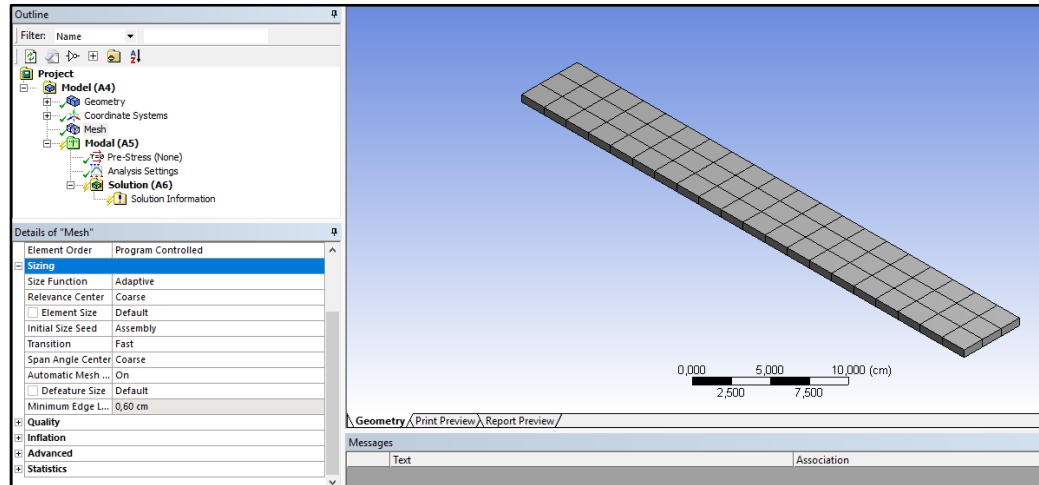 Outline
Filter: Name
Project
Model (A4)
Geometry
Coordinate Systems
Mesh
Modal (A5)
Pre-Stress (None)
Analysis Settings
Solution (A6)
Solution Information
Details of "Mesh"
Element Order Program Controlled
Sizing
Size Function Adaptive
Relevance Center Coarse
Element Size Default
Initial Size Seed Assembly
Transition Fast
Span Angle Center Coarse
Automatic Mesh ... On
Defeature Size Default
Minimum Edge L... 0,60 cm
Quality
Inflation
Advanced
Statistics
0,000 5,000 10,000 (cm)
2,500 7,500
Geometry Print Preview Report Preview
Messages
Text Association